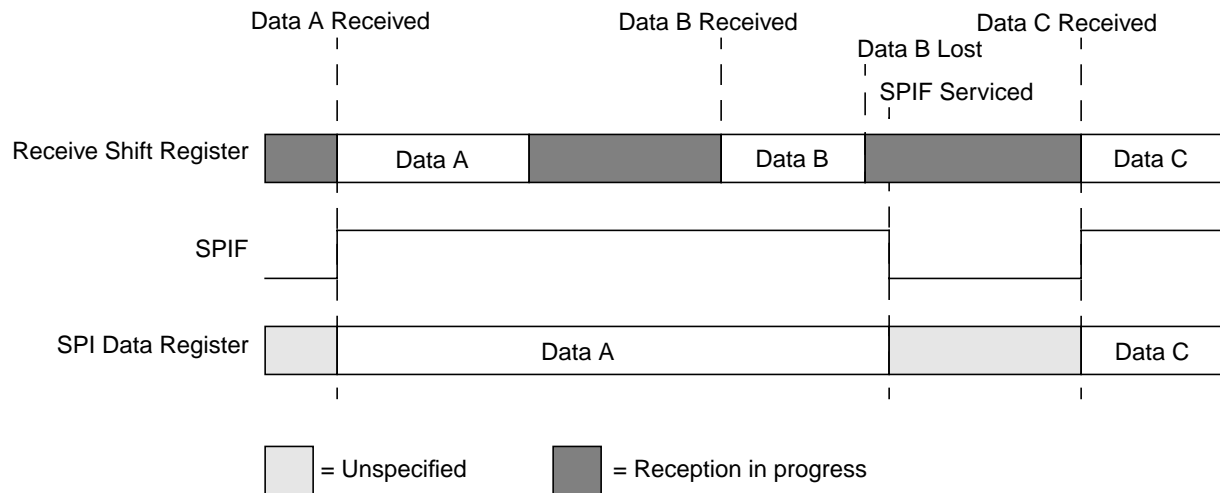 Data A Received
Data B Received
Data C Received
Data B Lost
SPIF Serviced
Receive Shift Register
Data A
Data B
Data C
SPIF
SPI Data Register
Data A
Data C
= Unspecified
= Reception in progress